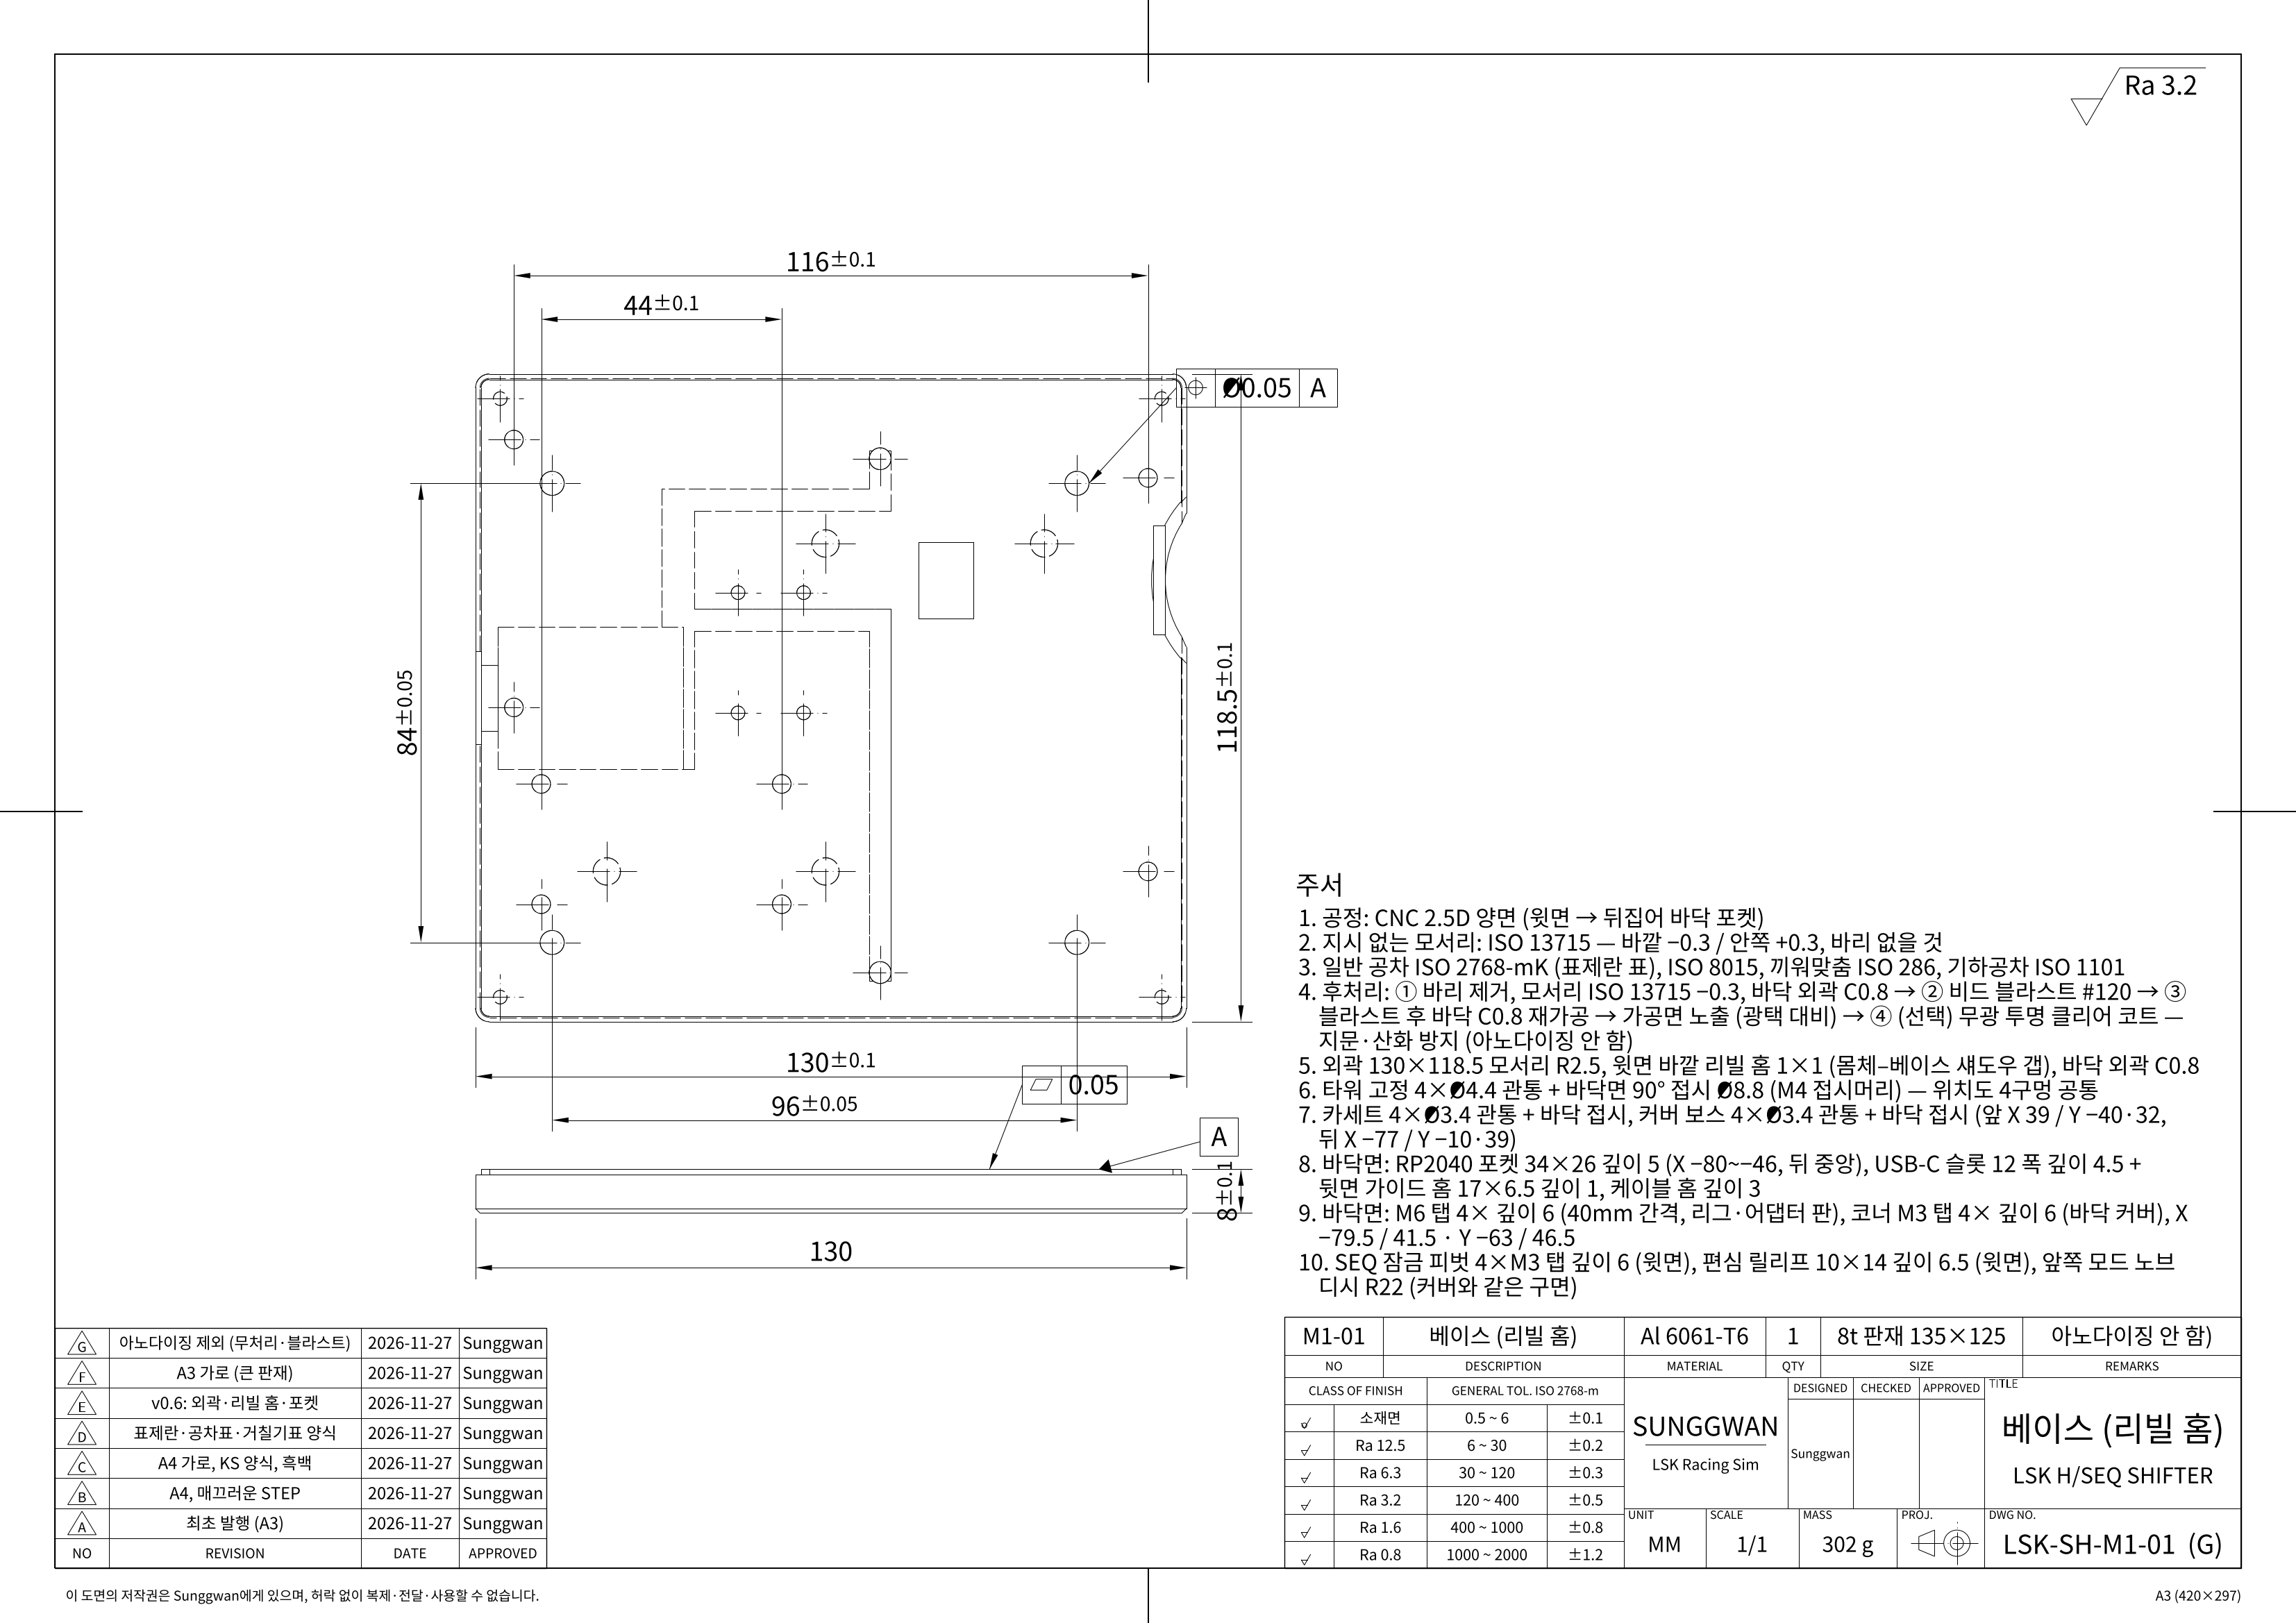 Ra 3.2
116±0.1
44±0.1
Ø0.05 A
84±0.05
118.5±0.1
130±0.1
0.05
96±0.05
A
8±0.1
130
주서
1. 공정: CNC 2.5D 양면 (윗면 → 뒤집어 바닥 포켓)
2. 지시 없는 모서리: ISO 13715 — 바깥 −0.3 / 안쪽 +0.3, 바리 없을 것
3. 일반 공차 ISO 2768-mK (표제란 표), ISO 8015, 끼워맞춤 ISO 286, 기하공차 ISO 1101
4. 후처리: ① 바리 제거, 모서리 ISO 13715 −0.3, 바닥 외곽 C0.8 → ② 비드 블라스트 #120 → ③
블라스트 후 바닥 C0.8 재가공 → 가공면 노출 (광택 대비) → ④ (선택) 무광 투명 클리어 코트 —
지문·산화 방지 (아노다이징 안 함)
5. 외곽 130×118.5 모서리 R2.5, 윗면 바깥 리빌 홈 1×1 (몸체–베이스 섀도우 갭), 바닥 외곽 C0.8
6. 타워 고정 4×Ø4.4 관통 + 바닥면 90° 접시 Ø8.8 (M4 접시머리) — 위치도 4구멍 공통
7. 카세트 4×Ø3.4 관통 + 바닥 접시, 커버 보스 4×Ø3.4 관통 + 바닥 접시 (앞 X 39 / Y −40·32,
뒤 X −77 / Y −10·39)
8. 바닥면: RP2040 포켓 34×26 깊이 5 (X −80~−46, 뒤 중앙), USB-C 슬롯 12 폭 깊이 4.5 +
뒷면 가이드 홈 17×6.5 깊이 1, 케이블 홈 깊이 3
9. 바닥면: M6 탭 4× 깊이 6 (40mm 간격, 리그·어댑터 판), 코너 M3 탭 4× 깊이 6 (바닥 커버), X
−79.5 / 41.5 · Y −63 / 46.5
10. SEQ 잠금 피벗 4×M3 탭 깊이 6 (윗면), 편심 릴리프 10×14 깊이 6.5 (윗면), 앞쪽 모드 노브
디시 R22 (커버와 같은 구면)
G 아노다이징 제외 (무처리·블라스트) 2026-11-27 Sunggwan
F A3 가로 (큰 판재) 2026-11-27 Sunggwan
E v0.6: 외곽·리빌 홈·포켓 2026-11-27 Sunggwan
D 표제란·공차표·거칠기표 양식 2026-11-27 Sunggwan
C A4 가로, KS 양식, 흑백 2026-11-27 Sunggwan
B A4, 매끄러운 STEP 2026-11-27 Sunggwan
A 최초 발행 (A3) 2026-11-27 Sunggwan
NO REVISION DATE APPROVED
M1-01 베이스 (리빌 홈) Al 6061-T6 1 8t 판재 135×125 아노다이징 안 함)
NO DESCRIPTION MATERIAL QTY SIZE REMARKS
CLASS OF FINISH GENERAL TOL. ISO 2768-m
소재면 0.5 ~ 6 ±0.1
Ra 12.5 6 ~ 30 ±0.2
Ra 6.3 30 ~ 120 ±0.3
Ra 3.2 120 ~ 400 ±0.5
Ra 1.6 400 ~ 1000 ±0.8
Ra 0.8 1000 ~ 2000 ±1.2
SUNGGWAN
LSK Racing Sim
DESIGNED CHECKED APPROVED
Sunggwan
TITLE
베이스 (리빌 홈)
LSK H/SEQ SHIFTER
UNIT SCALE MASS PROJ. DWG NO.
MM 1/1 302 g LSK-SH-M1-01 (G)
이 도면의 저작권은 Sunggwan에게 있으며, 허락 없이 복제·전달·사용할 수 없습니다.
A3 (420×297)